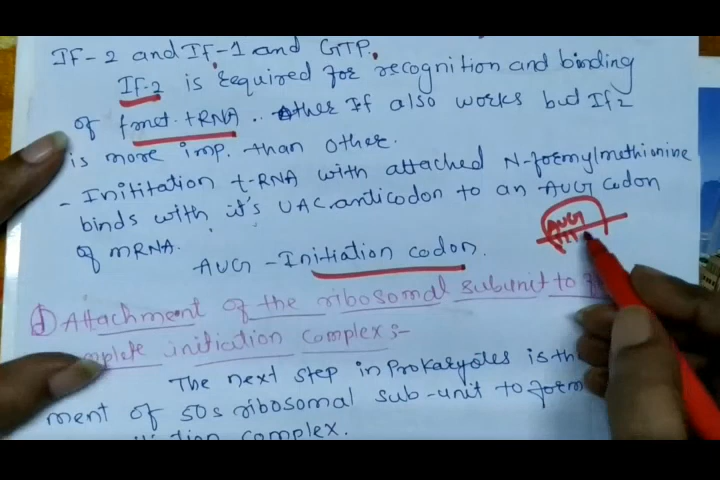 IF-2 and If-1 and GTP.
IF-2 is required for recognition and binding
of fmet.tRNA.. other If also works but If2
is more imp. than other.
- Inititation t-RNA with attached N-formylmethionine
binds with it's UAC anticodon to an AUG codon
of mRNA.
AUG
AUG - Initiation codon.
d) Attachment of the ribosomal subunit to
initiation complex:-
The next step in Prokaryotes is
ment of 50s ribosomal sub-unit to form
complex.